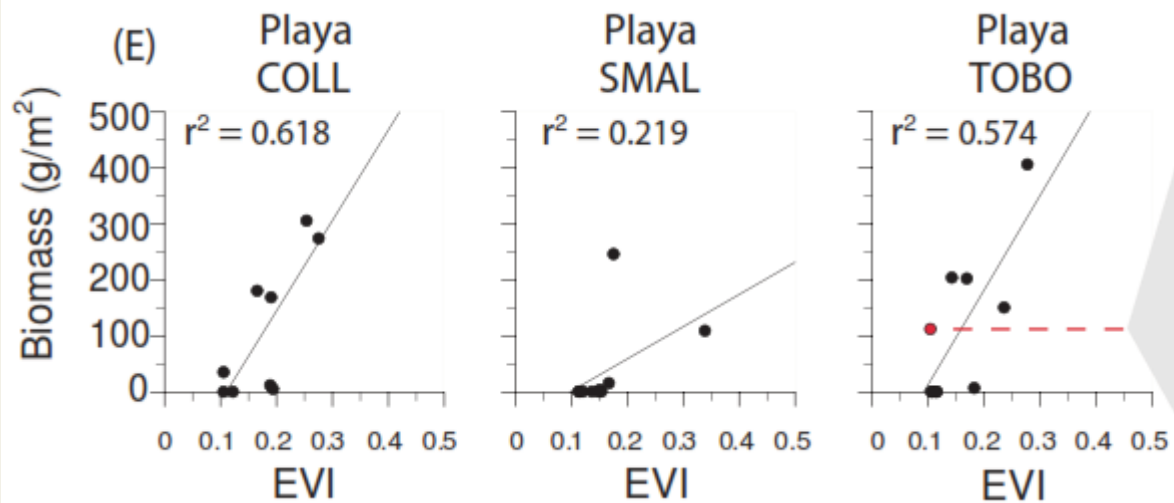 (E)
Playa
COLL
Playa
SMAL
Playa
TOBO
Biomass (g/m²)
500
400
300
200
100
0
r² = 0.618
r² = 0.219
r² = 0.574
0 0.1 0.2 0.3 0.4 0.5
0 0.1 0.2 0.3 0.4 0.5
0 0.1 0.2 0.3 0.4 0.5
EVI
EVI
EVI